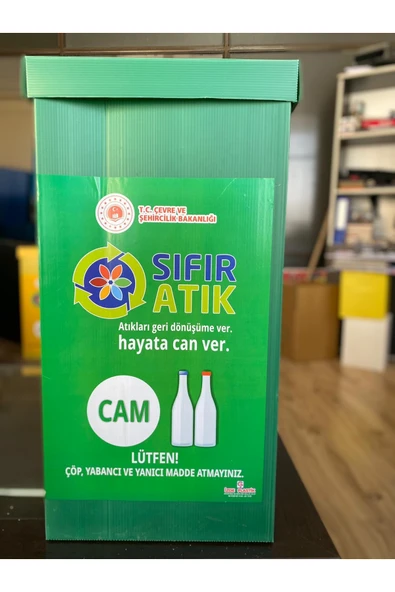 T.C. ÇEVRE VE
ŞEHİRCİLİK BAKANLIĞI
SIFIR
ATIK
Atıkları geri dönüşüme ver.
hayata can ver.
CAM
LÜTFEN!
ÇÖP, YABANCI VE YANICI MADDE ATMAYINIZ.